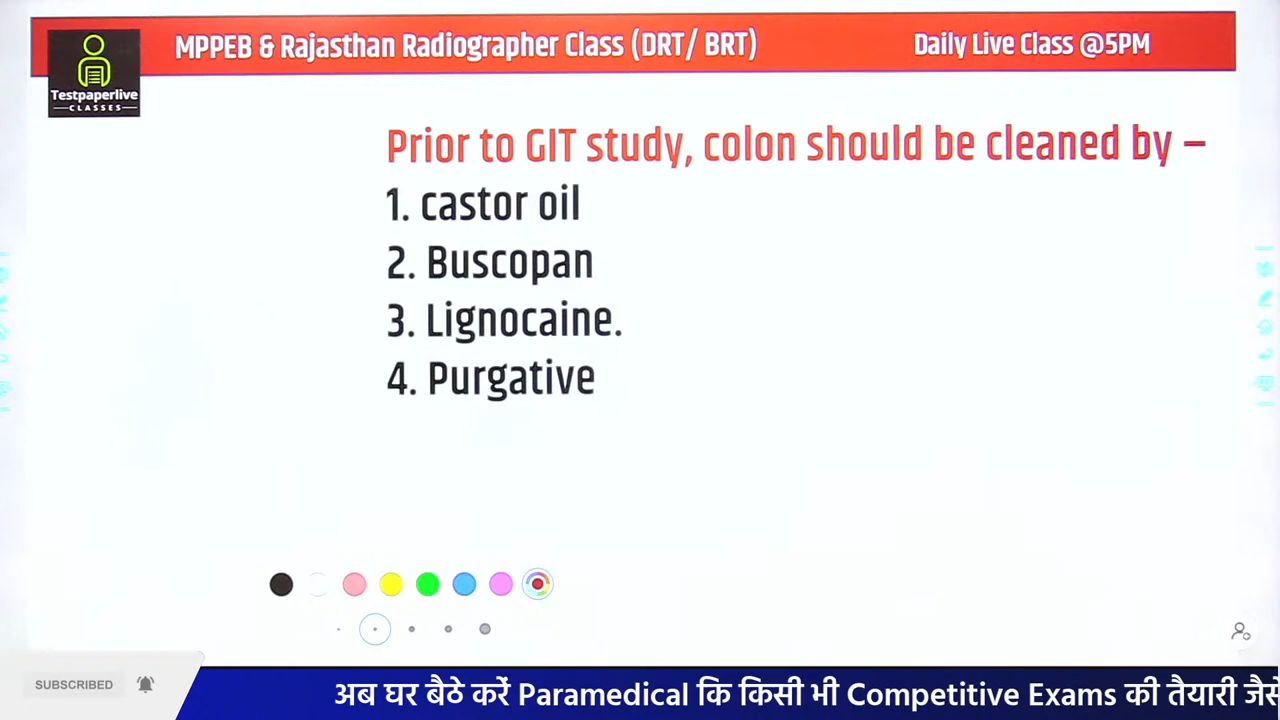 MPPEB & Rajasthan Radiographer Class (DRT/ BRT)
Daily Live Class @5PM
Testpaperlive
CLASSES
Prior to GIT study, colon should be cleaned by –
1. castor oil
2. Buscopan
3. Lignocaine.
4. Purgative
SUBSCRIBED
अब घर बैठे करें Paramedical कि किसी भी Competitive Exams की तैयारी जैसे